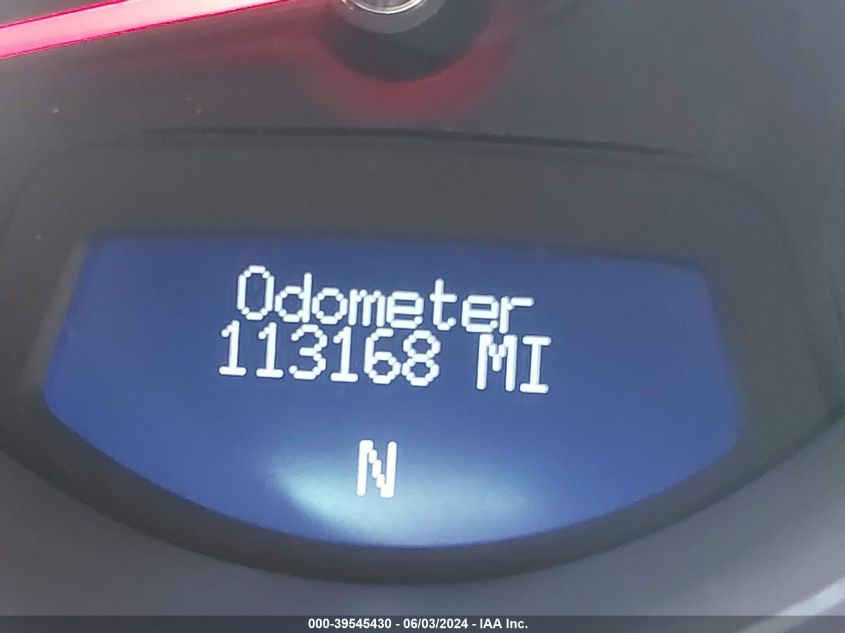 Odometer
113168 MI
N
000-39545430 - 06/03/2024 - IAA Inc.